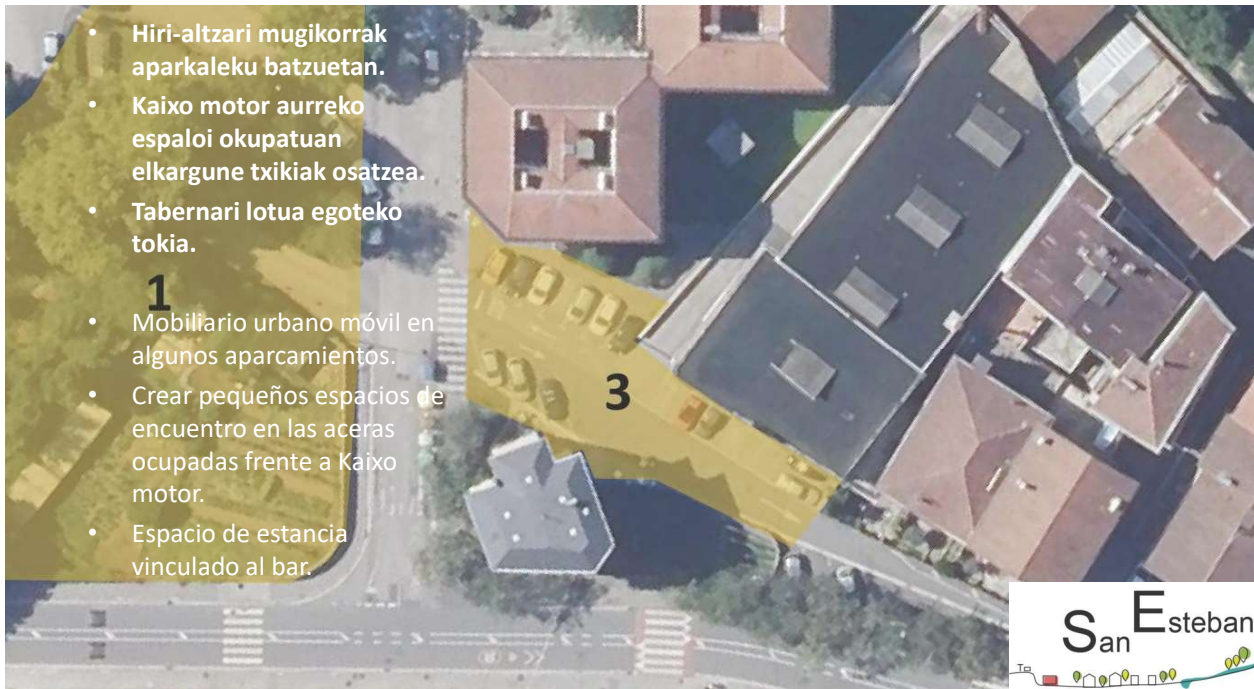 • Hiri-altzari mugikorrak
aparkaleku batzuetan.
• Kaixo motor aurreko
espaloi okupatuan
elkargune txikiak osatzea.
• Tabernari lotua egoteko
tokia.
1
• Mobiliario urbano móvil en
algunos aparcamientos.
• Crear pequeños espacios de
encuentro en las aceras
ocupadas frente a Kaixo
motor.
• Espacio de estancia
vinculado al bar.
3
San Esteban